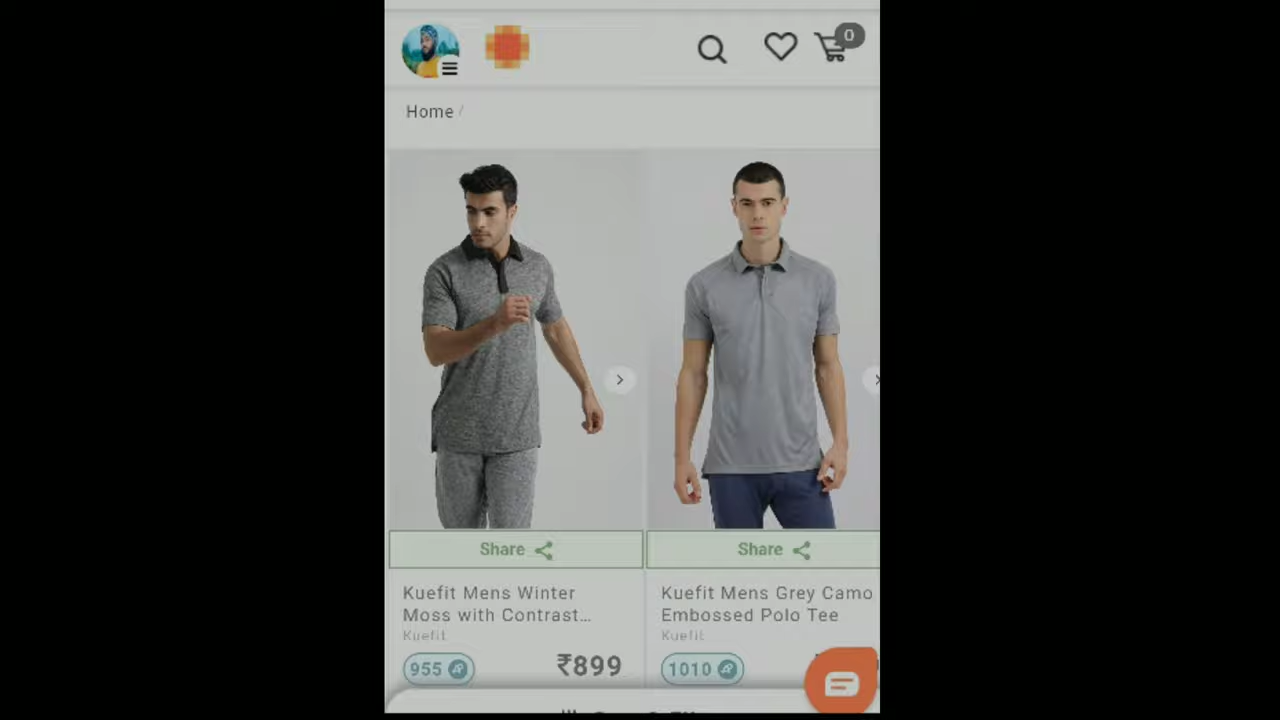 0
Home /
Share
Share
Kuefit Mens Winter
Moss with Contrast...
Kuefit
955
₹899
Kuefit Mens Grey Camo
Embossed Polo Tee
Kuefit
1010